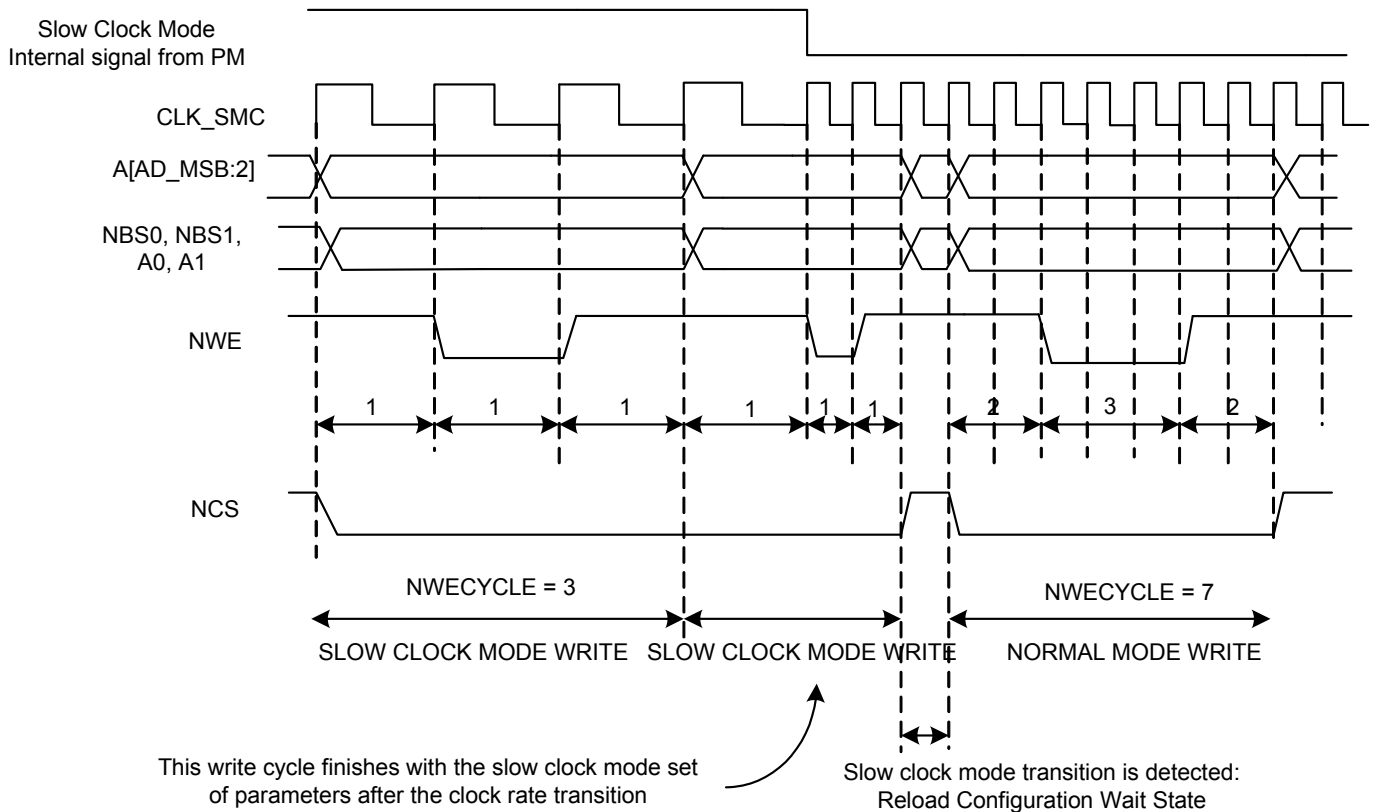 Slow Clock Mode
Internal signal from PM
CLK_SMC
A[AD_MSB:2]
NBS0, NBS1,
A0, A1
NWE
1 1 1 1 1 1 2 3 2
NCS
NWECYCLE = 3 NWECYCLE = 7
SLOW CLOCK MODE WRITE SLOW CLOCK MODE WRITE NORMAL MODE WRITE
This write cycle finishes with the slow clock mode set
of parameters after the clock rate transition
Slow clock mode transition is detected:
Reload Configuration Wait State